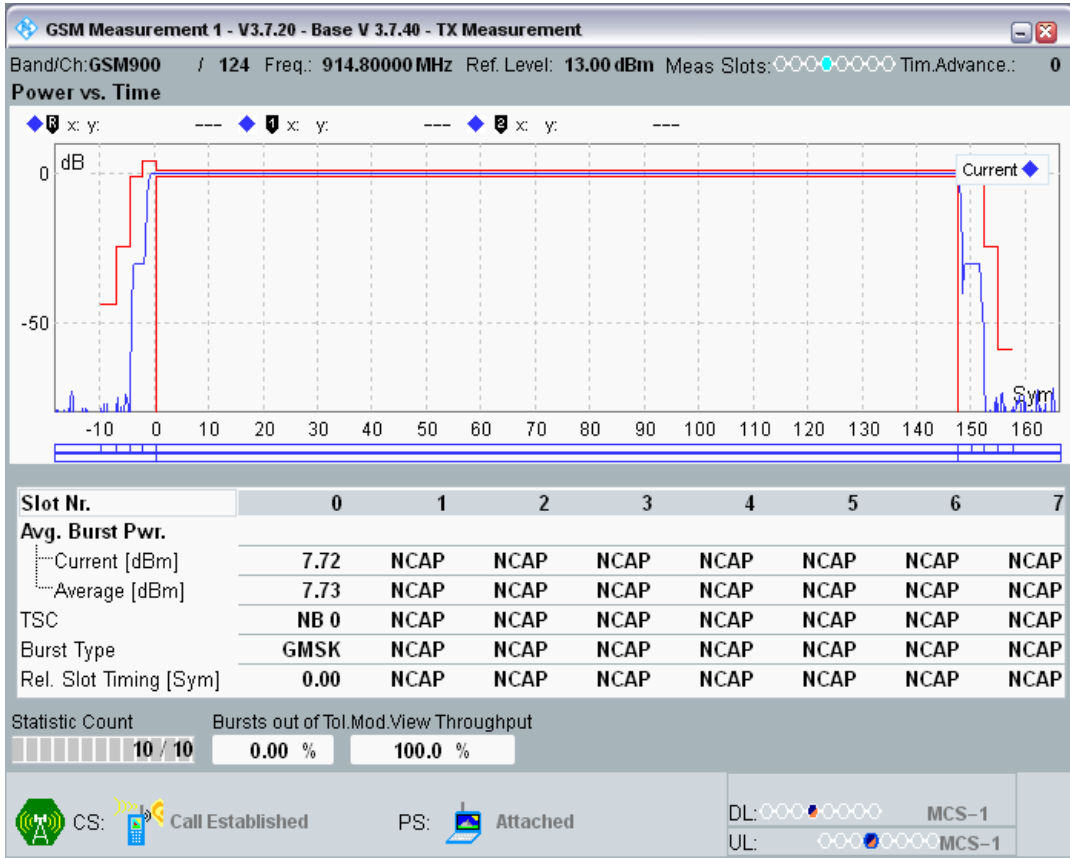 GSM Measurement 1 - V3.7.20 - Base V 3.7.40 - TX Measurement
Band/Ch:GSM900 / 124 Freq.: 914.80000 MHz Ref. Level: 13.00 dBm Meas Slots: Tim.Advance.: 0
Power vs. Time
R x: y: --- 1 x: y: --- 2 x: y: ---
dB
Current
0
-50
Sym
-10 0 10 20 30 40 50 60 70 80 90 100 110 120 130 140 150 160
Slot Nr. 0 1 2 3 4 5 6 7
Avg. Burst Pwr.
Current [dBm] 7.72 NCAP NCAP NCAP NCAP NCAP NCAP NCAP
Average [dBm] 7.73 NCAP NCAP NCAP NCAP NCAP NCAP NCAP
TSC NB 0 NCAP NCAP NCAP NCAP NCAP NCAP NCAP
Burst Type GMSK NCAP NCAP NCAP NCAP NCAP NCAP NCAP
Rel. Slot Timing [Sym] 0.00 NCAP NCAP NCAP NCAP NCAP NCAP NCAP
Statistic Count Bursts out of Tol. Mod.View Throughput
10 / 10 0.00 % 100.0 %
CS: Call Established PS: Attached
DL: MCS-1
UL: MCS-1